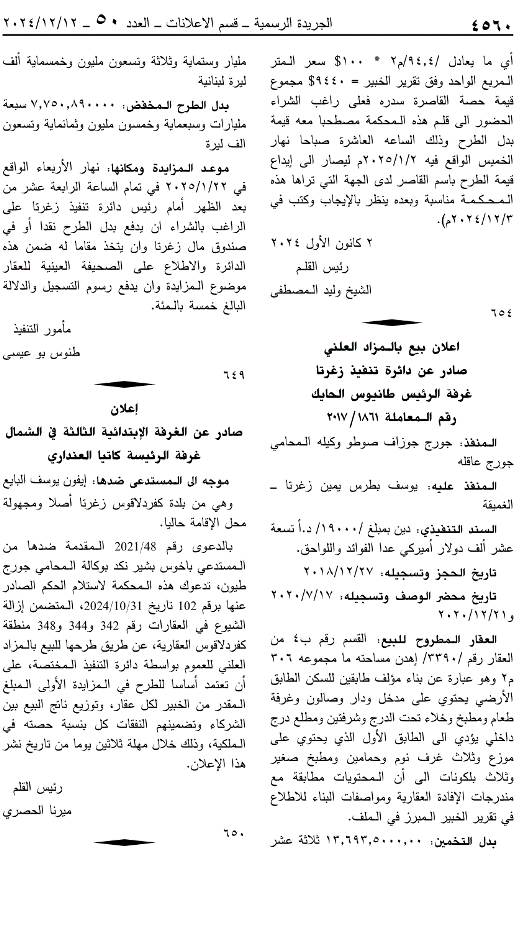 ٤٥٦٠
الجريدة الرسمية – قسم الاعلانات – العدد ٥٠ – ٢٠٢٤/١٢/١٢
أي ما يعادل /٩٤,٤/م٢ * ١٠٠$ سعر المتر
المربع الواحد وفق تقرير الخبير = ٩٤٤٠$ مجموع
قيمة حصة القاصرة سدره فعلى راغب الشراء
الحضور الى قلم هذه المحكمة مصطحبا معه قيمة
بدل الطرح وذلك الساعه العاشرة صباحا نهار
الخميس الواقع فيه ٢٠٢٥/١/٢م ليصار الى إيداع
قيمة الطرح باسم القاصر لدى الجهة التي تراها هذه
المحكمة مناسبة وبعده ينظر بالإيجاب وكتب في
٢٠٢٤/١٢/٣م).
٢ كانون الأول ٢٠٢٤
رئيس القلم
الشيخ وليد المصطفى
٦٥٤
اعلان بيع بالمزاد العلني
صادر عن دائرة تنفيذ زغرتا
غرفة الرئيس طانيوس الحايك
رقم المعاملة ٢٠١٧/١٨٦١
المنفذ: جورج جوزاف صوطو وكيله المحامي
جورج عاقله
المنفذ عليه: يوسف بطرس يمين زغرتا –
الغميقة
السند التنفيذي: دين بمبلغ /١٩٠٠٠/ د.أ تسعة
عشر ألف دولار أميركي عدا الفوائد واللواحق.
تاريخ الحجز وتسجيله: ٢٠١٨/١٢/٢٧
تاريخ محضر الوصف وتسجيله: ٢٠٢٠/٧/١٧
و٢٠٢٠/١٢/٢١
العقار المطروح للبيع: القسم رقم ب٤ من
العقار رقم /٣٣٩٠/ إهدن مساحته ما مجموعه ٣٠٦
م٢ وهو عبارة عن بناء مؤلف طابقين للسكن الطابق
الأرضي يحتوي على مدخل ودار وصالون وغرفة
طعام ومطبخ وخلاء تحت الدرج وشرفتين ومطلع درج
داخلي يؤدي الى الطابق الأول الذي يحتوي على
موزع وثلاث غرف نوم وحمامين ومطبخ صغير
وثلاث بلكونات الى أن المحتويات مطابقة مع
مندرجات الإفادة العقارية ومواصفات البناء للاطلاع
في تقرير الخبير المبرز في الملف.
بدل التخمين: ١٣,٦٩٣,٥٠٠٠,٠٠ ثلاثة عشر
مليار وستماية وثلاثة وتسعون مليون وخمسماية ألف
ليرة لبنانية
بدل الطرح المخفض: ٧,٧٥٠,٨٩٠٠٠٠ سبعة
مليارات وسبعماية وخمسون مليون وثمانماية وتسعون
الف ليرة
موعد المزايدة ومكانها: نهار الأربعاء الواقع
في ٢٠٢٥/١/٢٢ في تمام الساعة الرابعة عشر من
بعد الظهر أمام رئيس دائرة تنفيذ زغرتا على
الراغب بالشراء ان يدفع بدل الطرح نقدا أو في
صندوق مال زغرتا وان يتخذ مقاما له ضمن هذه
الدائرة والاطلاع على الصحيفة العينية للعقار
موضوع المزايدة وان يدفع رسوم التسجيل والدلالة
البالغ خمسة بالمئة.
مأمور التنفيذ
طنوس بو عيسى
٦٤٩
إعلان
صادر عن الغرفة الإبتدائية الثالثة في الشمال
غرفة الرئيسة كاتيا العنداري
موجه الى المستدعى ضدها: إيفون يوسف البايع
وهي من بلدة كفردلاقوس زغرتا أصلا ومجهولة
محل الإقامة حاليا.
بالدعوى رقم 2021/48 المقدمة ضدها من
المستدعي باخوس بشير نكد بوكالة المحامي جورج
طيون، تدعوك هذه المحكمة لاستلام الحكم الصادر
عنها برقم 102 تاريخ 2024/10/31، المتضمن إزالة
الشيوع في العقارات رقم 342 و344 و348 منطقة
كفردلاقوس العقارية، عن طريق طرحها للبيع بالمزاد
العلني للعموم بواسطة دائرة التنفيذ المختصة، على
أن تعتمد أساسا للطرح في المزايدة الأولى المبلغ
المقدر من الخبير لكل عقار، وتوزيع ناتج البيع بين
الشركاء وتضمينهم النفقات كل بنسبة حصته في
الملكية، وذلك خلال مهلة ثلاثين يوما من تاريخ نشر
هذا الإعلان.
رئيس القلم
ميرنا الحصري
٦٥٠